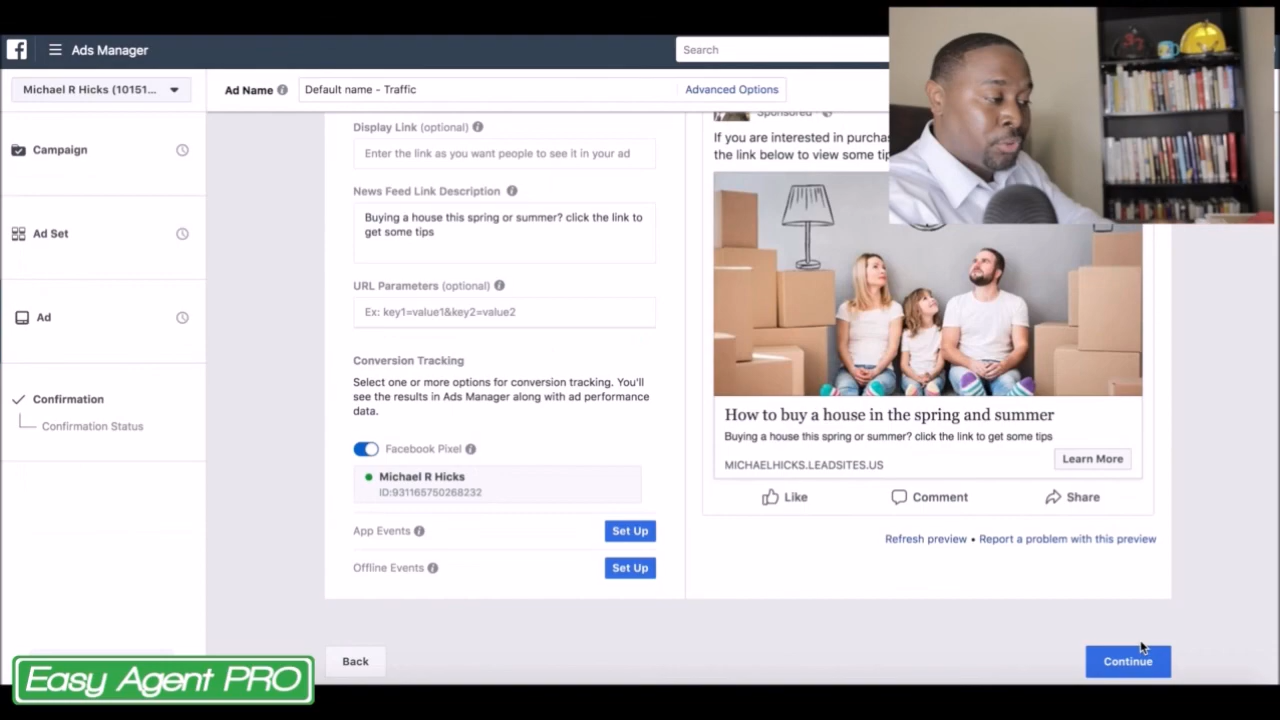 Ads Manager
Search
Michael R Hicks (10151...
Ad Name
Default name - Traffic
Advanced Options
Campaign
Ad Set
Ad
Confirmation
Confirmation Status
Display Link (optional)
Enter the link as you want people to see it in your ad
News Feed Link Description
Buying a house this spring or summer? click the link to
get some tips
URL Parameters (optional)
Ex: key1=value1&key2=value2
Conversion Tracking
Select one or more options for conversion tracking. You'll
see the results in Ads Manager along with ad performance
data.
Facebook Pixel
Michael R Hicks
ID:931165750268232
App Events
Set Up
Offline Events
Set Up
Sponsored ·
If you are interested in purchas
the link below to view some tip
How to buy a house in the spring and summer
Buying a house this spring or summer? click the link to get some tips
MICHAELHICKS.LEADSITES.US
Learn More
Like
Comment
Share
Refresh preview • Report a problem with this preview
Back
Continue
Easy Agent PRO